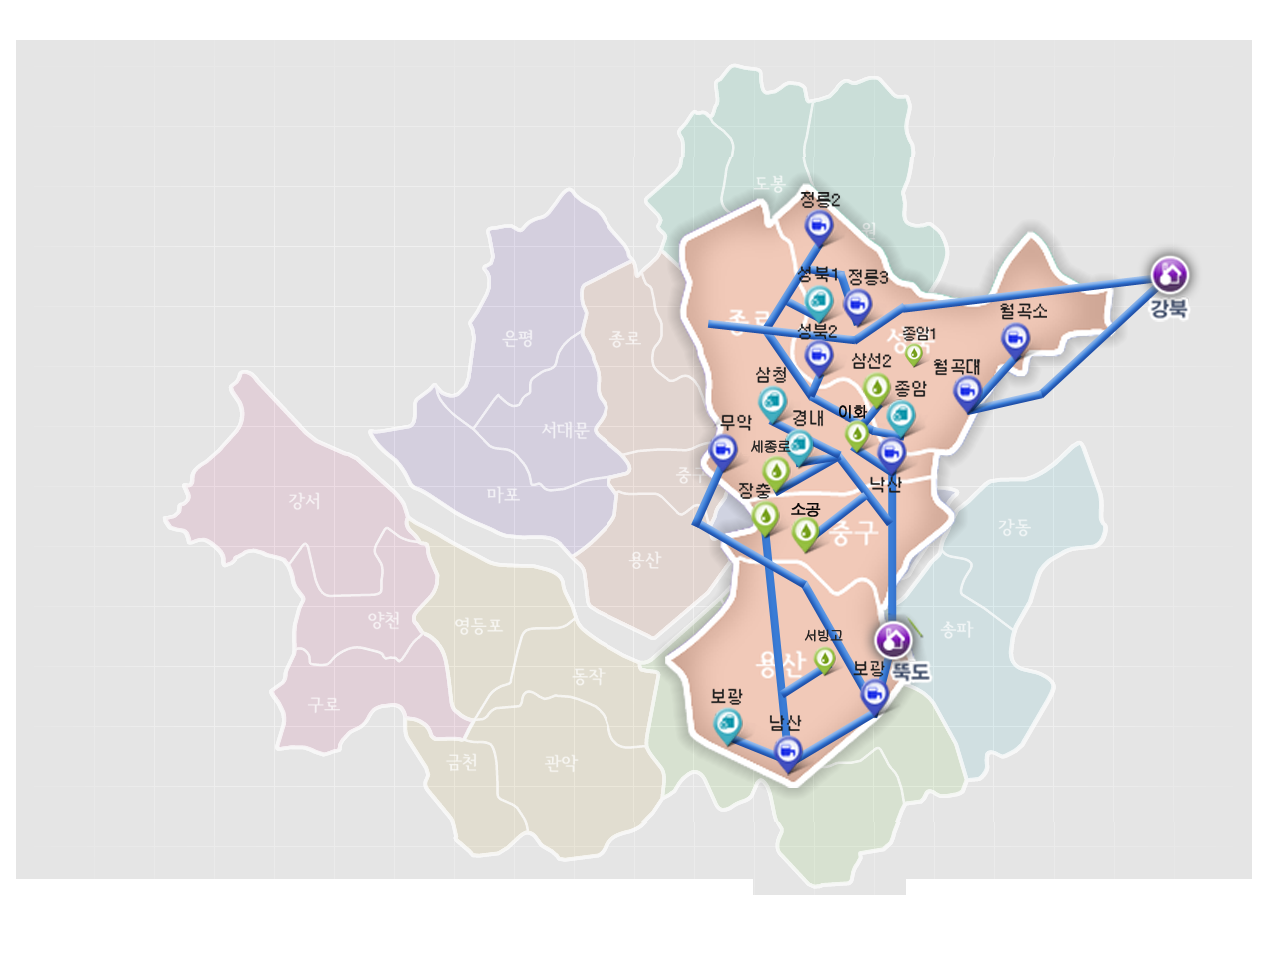 도봉
정릉2
원
성북1
정릉3
강북
월곡소
종로
성북2
종암1
은평
종로
삼선2
월곡대
삼청
종암
이화
경내
무악
서대문
세종로
중구
낙산
마포
장충
강서
소공
중구
강동
용산
양천
영등포
송파
서빙고
용산
보광
뚝도
동작
보광
구로
남산
금천
관악